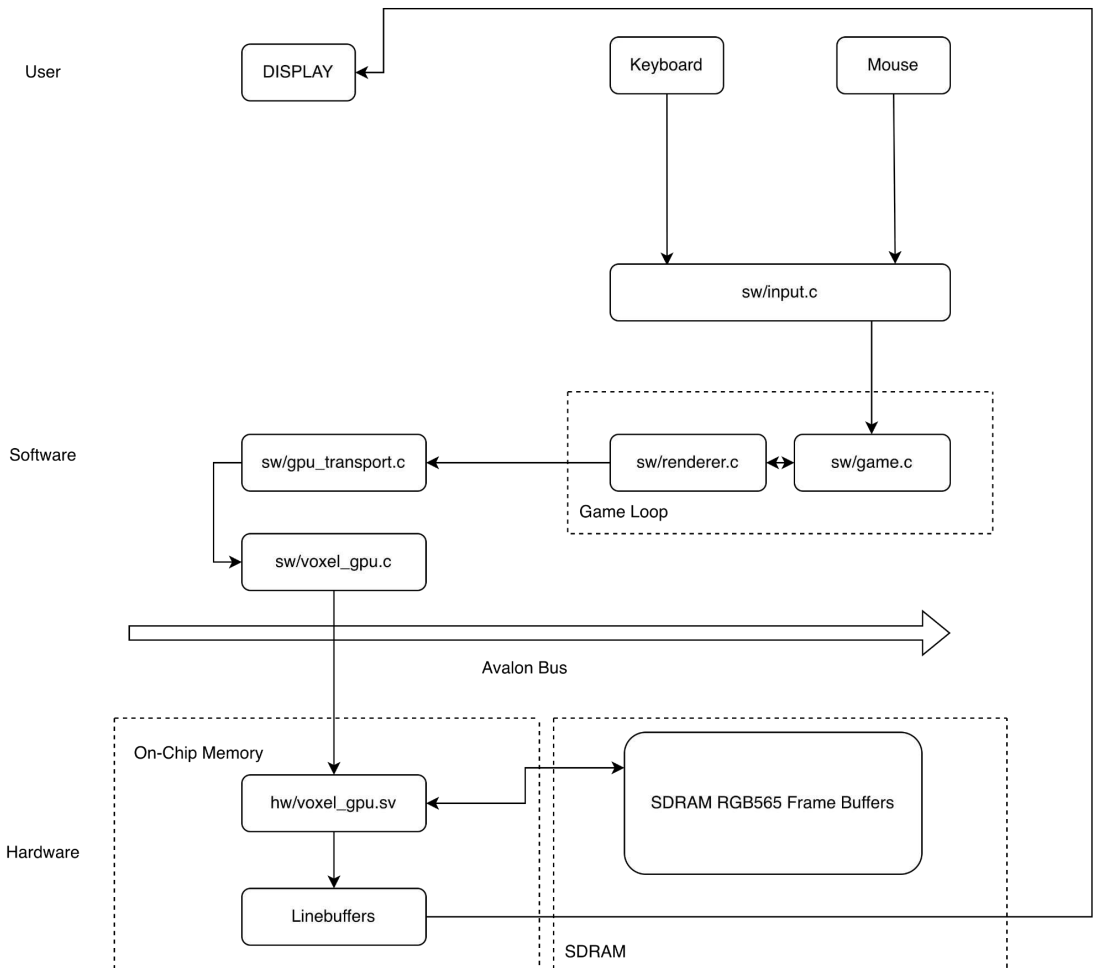 User
DISPLAY
Keyboard
Mouse
sw/input.c
Software
sw/gpu_transport.c
sw/renderer.c
sw/game.c
Game Loop
sw/voxel_gpu.c
Avalon Bus
On-Chip Memory
hw/voxel_gpu.sv
SDRAM RGB565 Frame Buffers
Hardware
Linebuffers
SDRAM